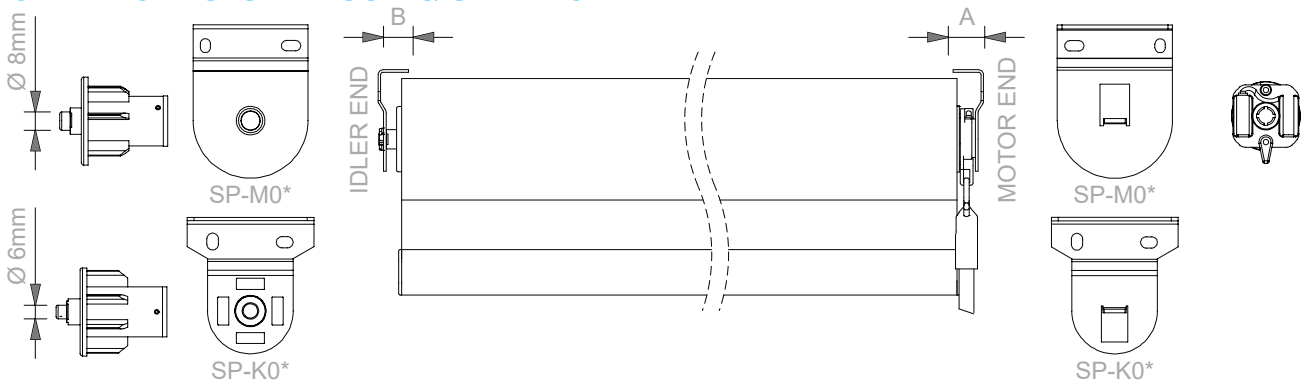 B
A
Ø 8mm
IDLER END
MOTOR END
SP-M0*
SP-M0*
Ø 6mm
SP-K0*
SP-K0*